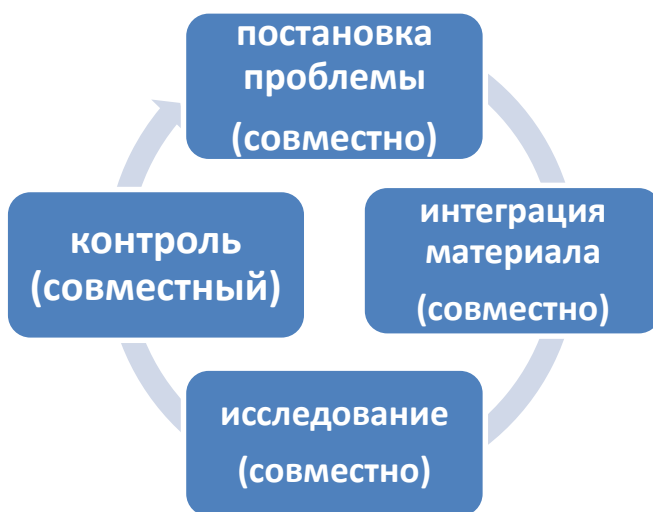 постановка
проблемы
(совместно)
интеграция
материала
(совместно)
исследование
(совместно)
контроль
(совместный)